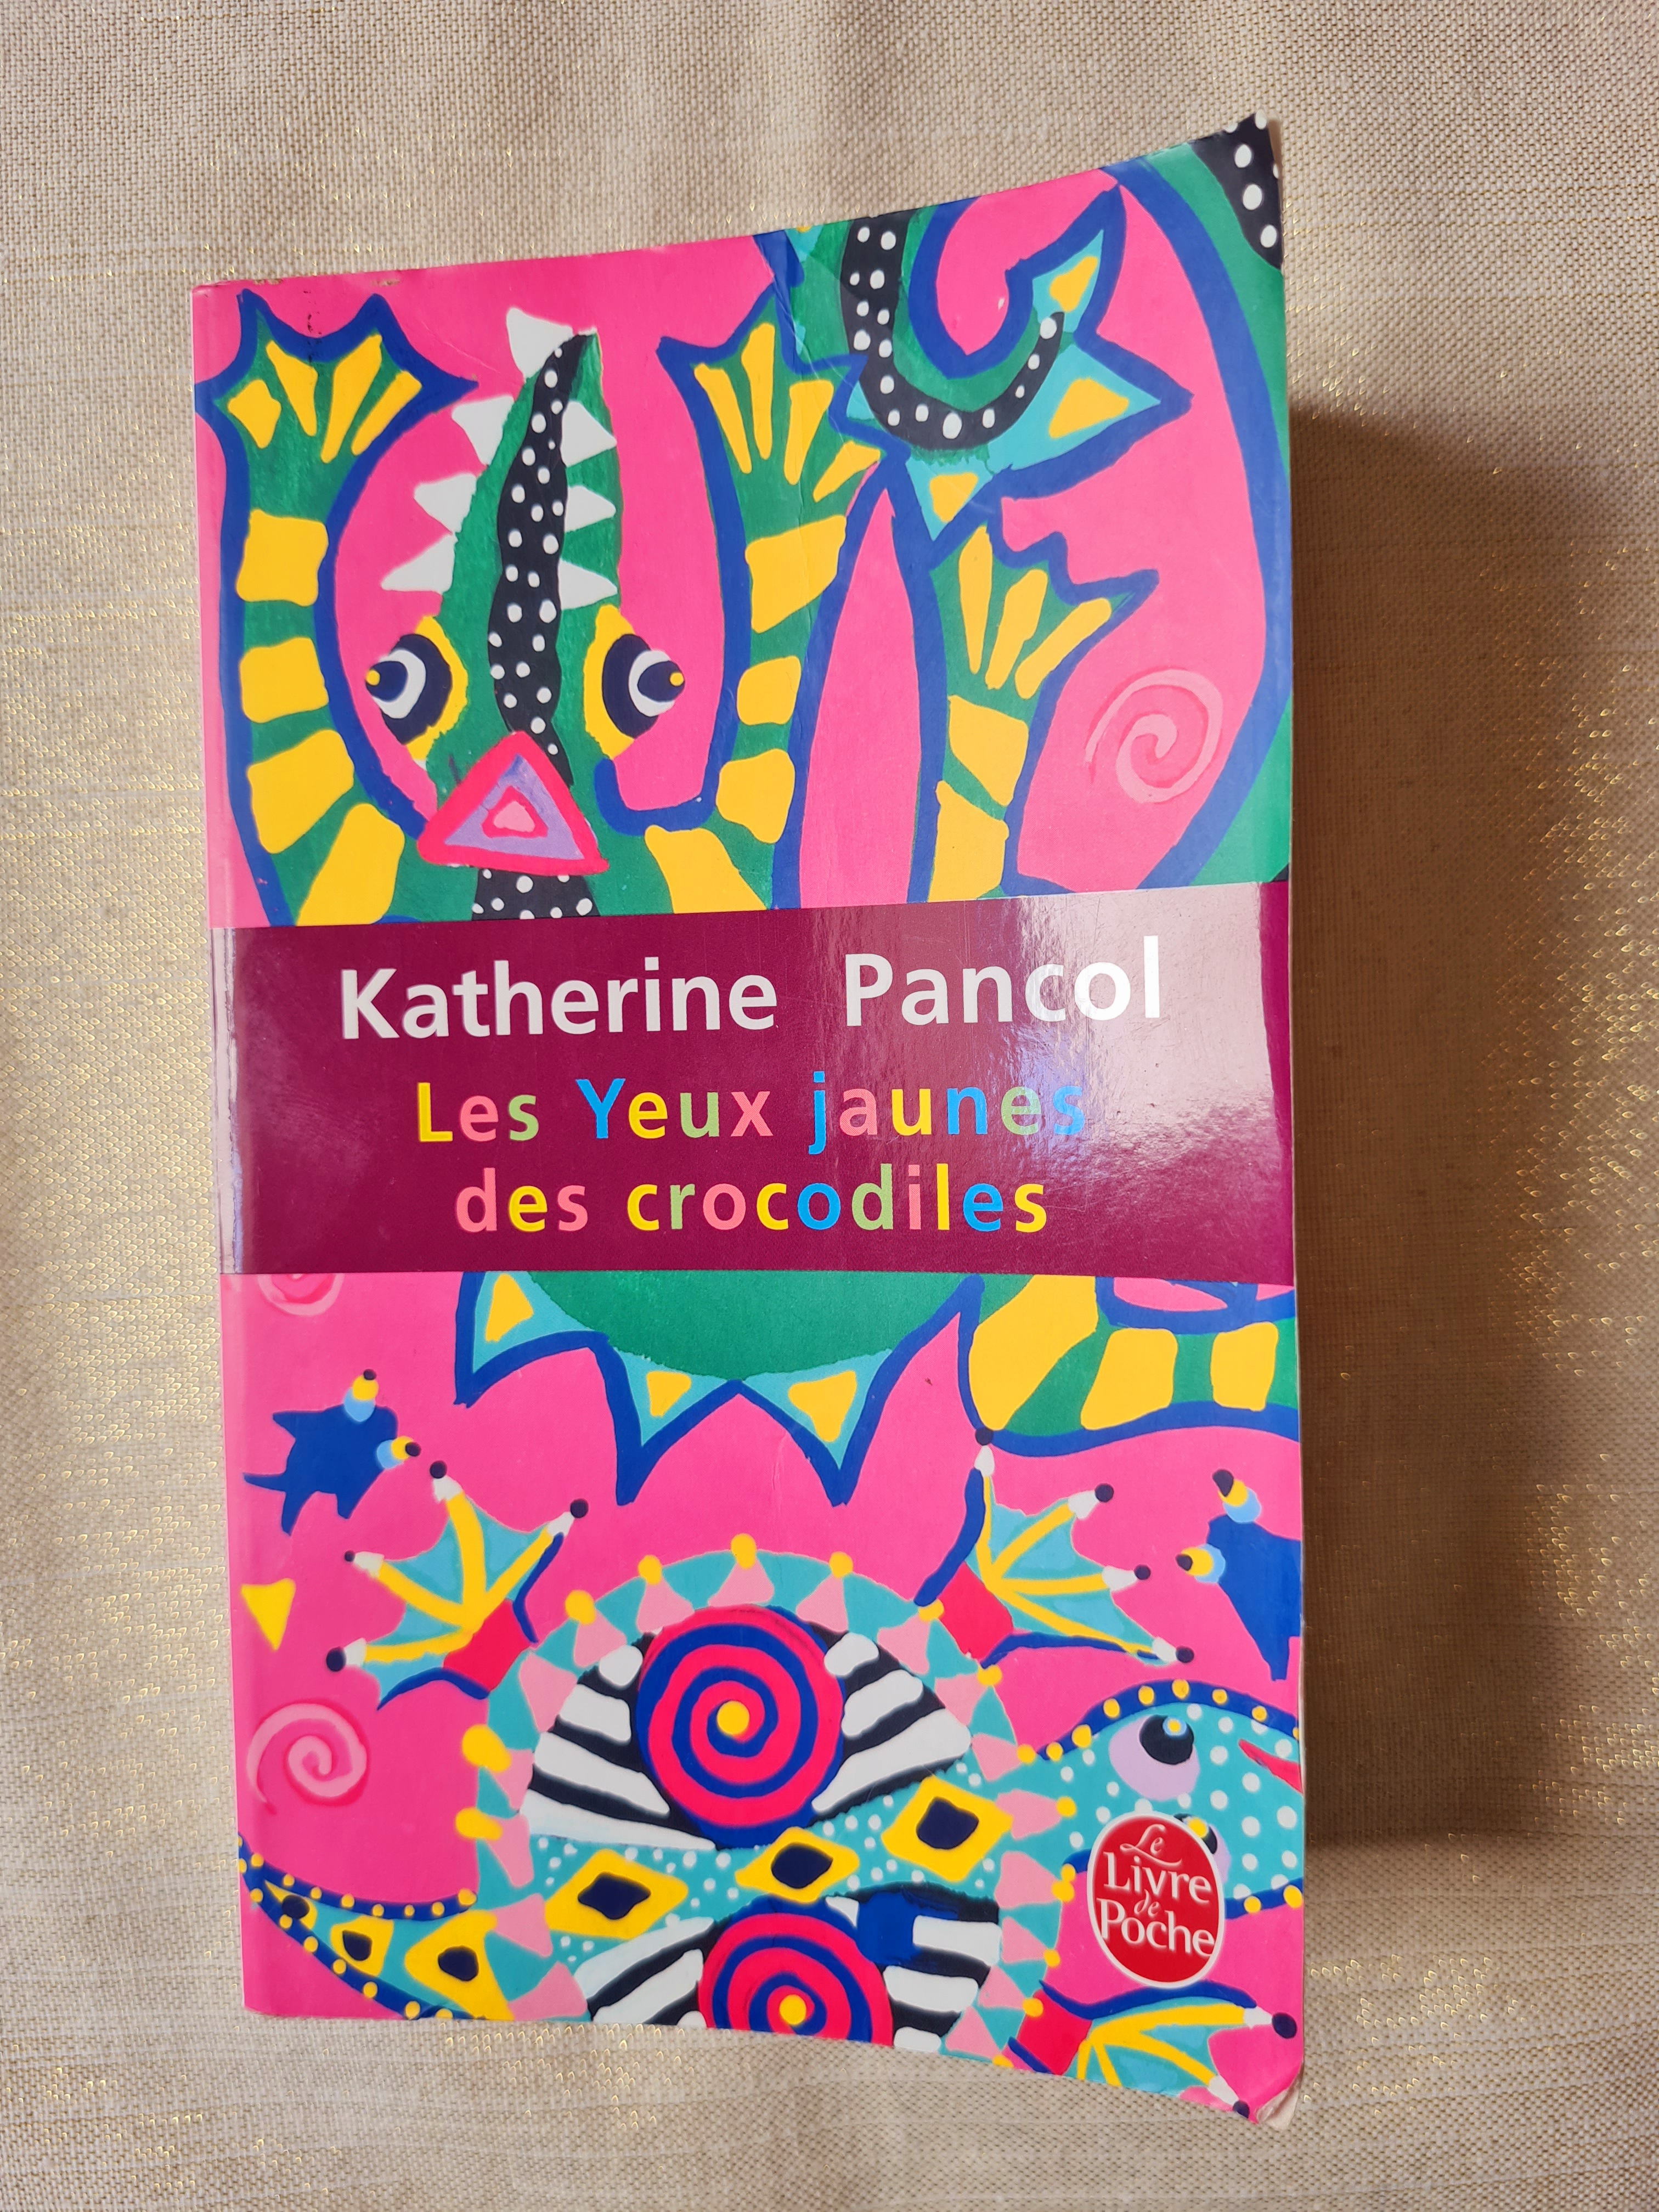 Katherine Pancol
Les Yeux jaunes
des crocodiles
Le
Livre
de
Poche